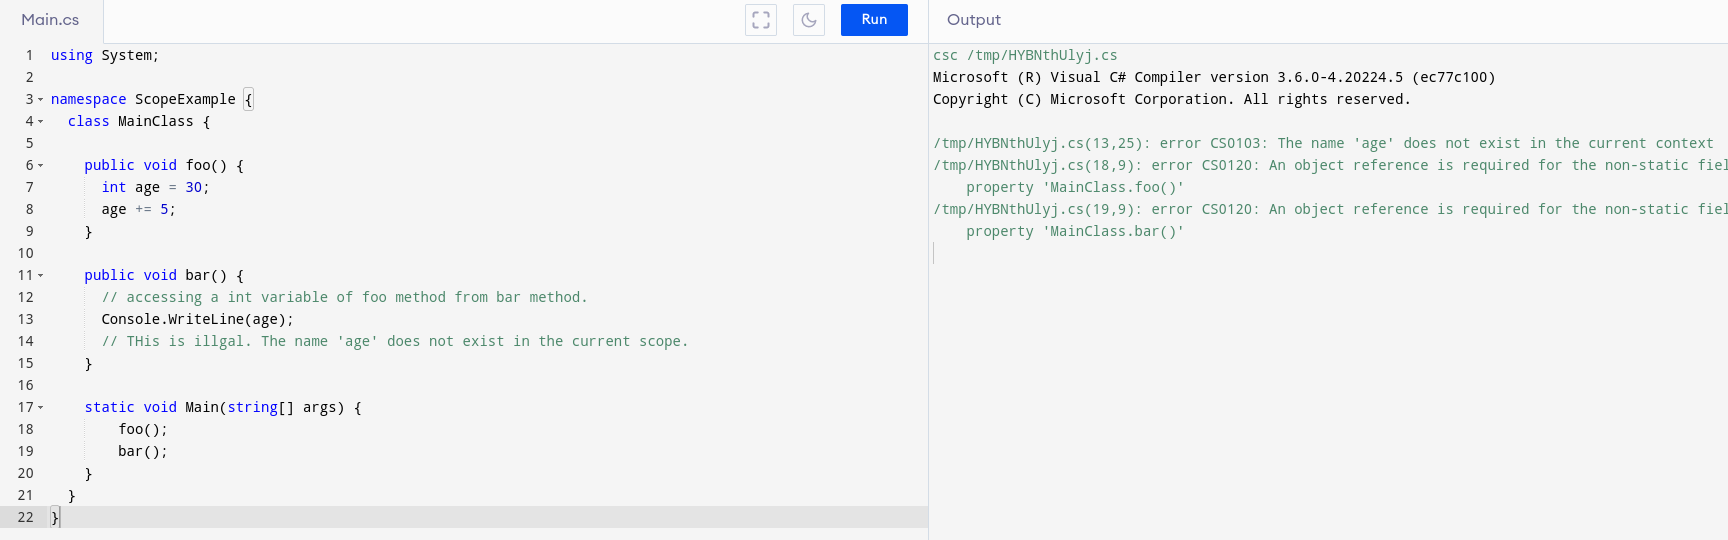 Main.cs
Run
Output
1 using System;
2
3 namespace ScopeExample {
4 class MainClass {
5
6 public void foo() {
7 int age = 30;
8 age += 5;
9 }
10
11 public void bar() {
12 // accessing a int variable of foo method from bar method.
13 Console.WriteLine(age);
14 // THis is illgal. The name 'age' does not exist in the current scope.
15 }
16
17 static void Main(string[] args) {
18 foo();
19 bar();
20 }
21 }
22 }
csc /tmp/HYBNthUlyj.cs
Microsoft (R) Visual C# Compiler version 3.6.0-4.20224.5 (ec77c100)
Copyright (C) Microsoft Corporation. All rights reserved.
/tmp/HYBNthUlyj.cs(13,25): error CS0103: The name 'age' does not exist in the current context
/tmp/HYBNthUlyj.cs(18,9): error CS0120: An object reference is required for the non-static
property 'MainClass.foo()'
/tmp/HYBNthUlyj.cs(19,9): error CS0120: An object reference is required for the non-static
property 'MainClass.bar()'